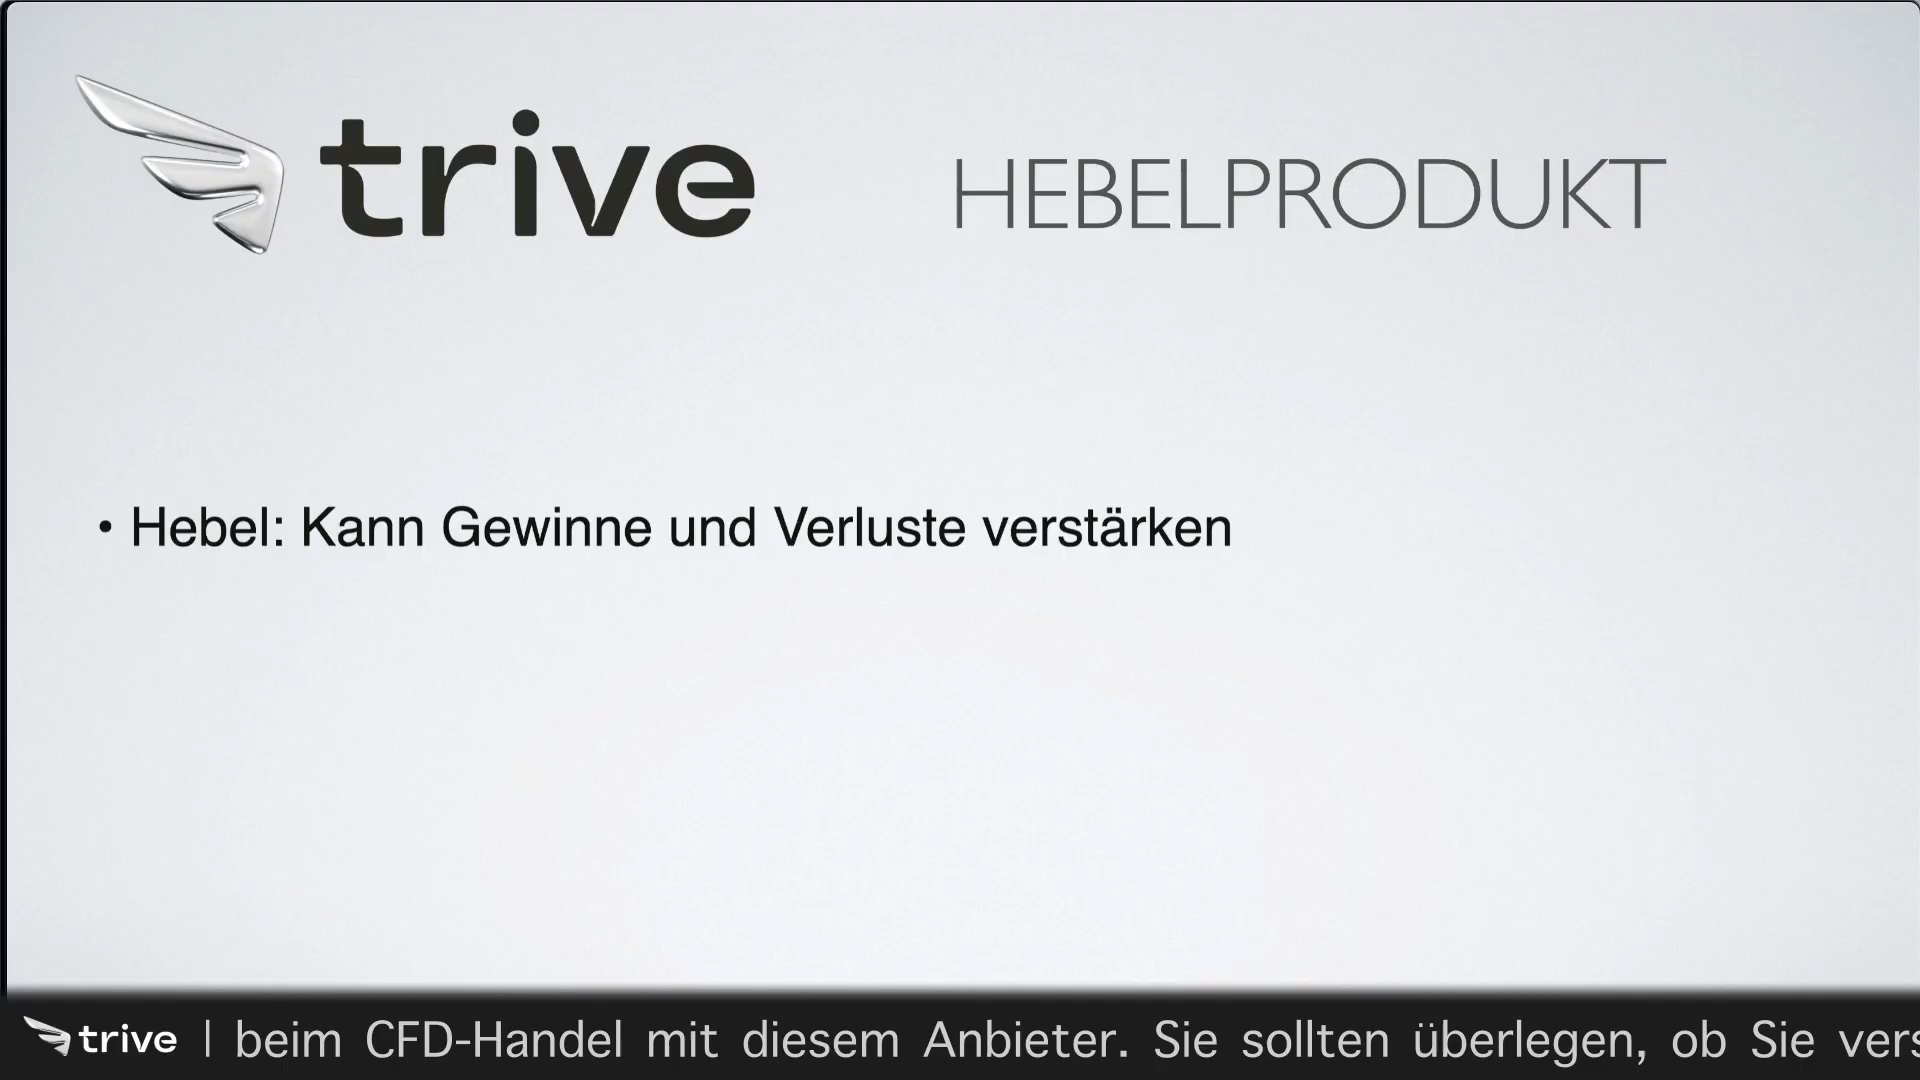 trive
HEBELPRODUKT
• Hebel: Kann Gewinne und Verluste verstärken
trive | beim CFD-Handel mit diesem Anbieter. Sie sollten überlegen, ob Sie